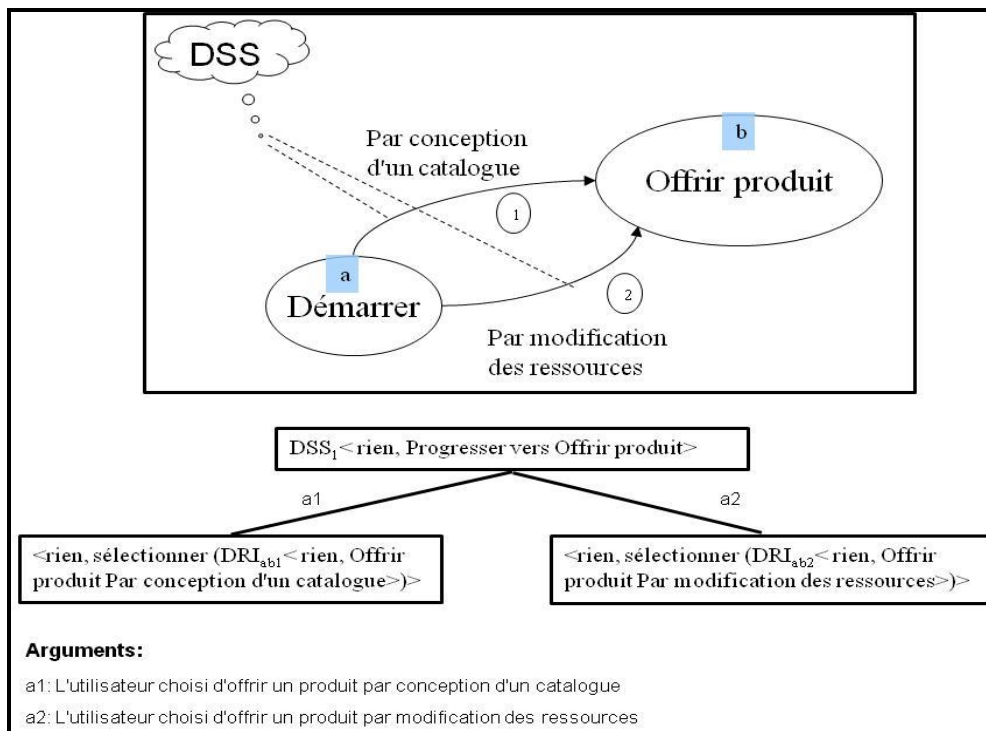 DSS
Par conception
d'un catalogue
b
Offrir produit
1
a
Démarrer
2
Par modification
des ressources
DSS1<rien, Progresser vers Offrir produit>
a1
a2
<rien, sélectionner (DRIab1<rien, Offrir
produit Par conception d'un catalogue>)>
<rien, sélectionner (DRIab2<rien, Offrir
produit Par modification des ressources>)>
Arguments:
a1: L'utilisateur choisi d'offrir un produit par conception d'un catalogue
a2: L'utilisateur choisi d'offrir un produit par modification des ressources